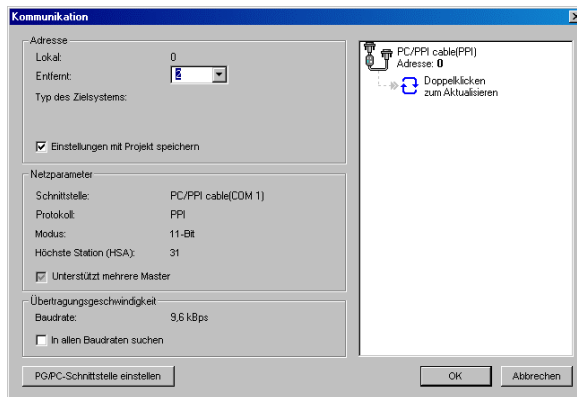 Kommunikation
Adresse
Lokal: 0
Entfernt: 2
Typ des Zielsystems:
Einstellungen mit Projekt speichern
Netzparameter
Schnittstelle: PC/PPI cable(COM 1)
Protokoll: PPI
Modus: 11-Bit
Höchste Station (HSA): 31
Unterstützt mehrere Master
Übertragungsgeschwindigkeit
Baudrate: 9,6 kBps
In allen Baudraten suchen
PG/PC-Schnittstelle einstellen
PC/PPI cable(PPI)
Adresse: 0
Doppelklicken
zum Aktualisieren
OK
Abbrechen